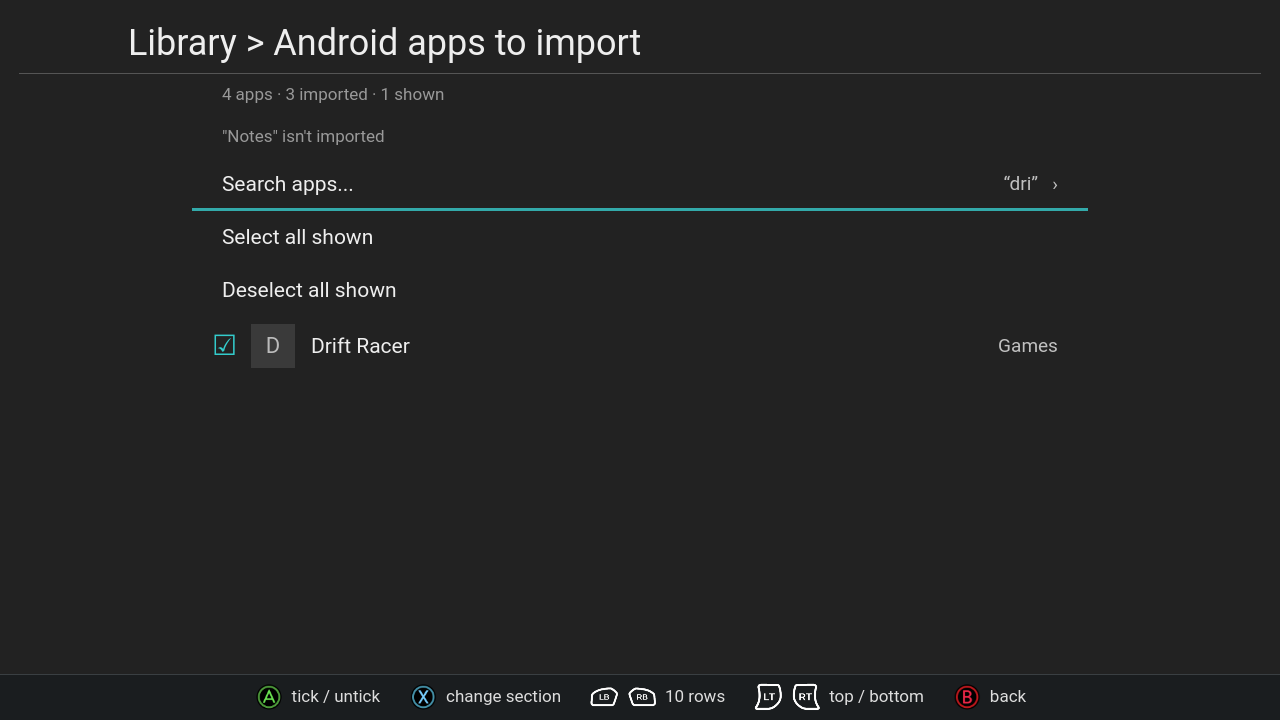 Library > Android apps to import
4 apps · 3 imported · 1 shown
"Notes" isn't imported
Search apps... “dri” ›
Select all shown
Deselect all shown
☑ D Drift Racer Games
A tick / untick X change section LB RB 10 rows LT RT top / bottom B back